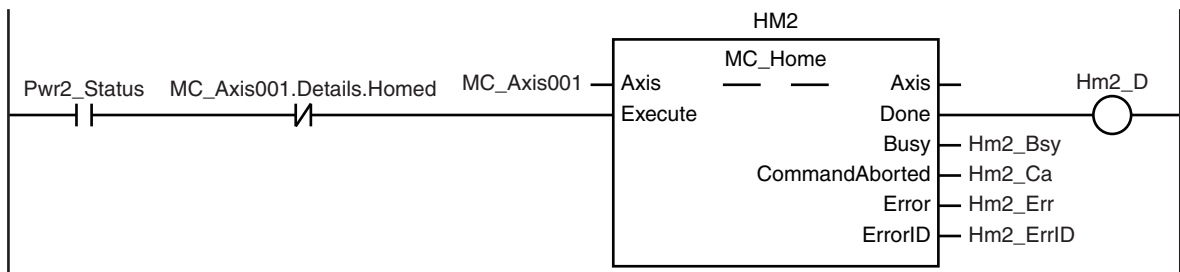 HM2
MC_Home
Pwr2_Status MC_Axis001.Details.Homed MC_Axis001 Axis Axis Hm2_D
Execute Done
Busy Hm2_Bsy
CommandAborted Hm2_Ca
Error Hm2_Err
ErrorID Hm2_ErrID